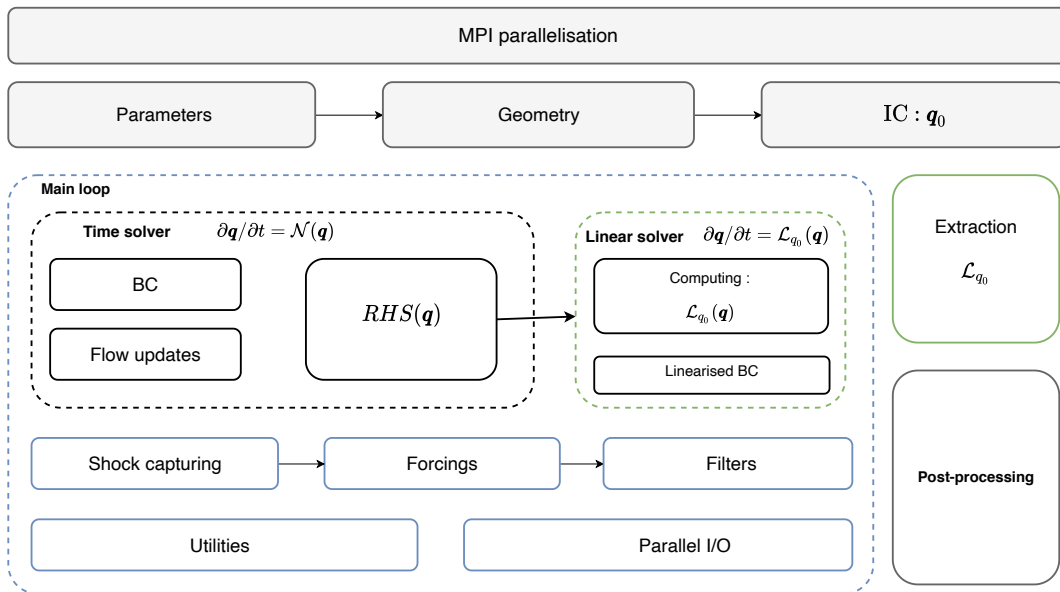 MPI parallelisation
Parameters
Geometry
IC : 𝒒₀
Main loop
Time solver ∂𝒒/∂t = 𝒩(𝒒)
BC
Flow updates
RHS(𝒒)
Linear solver ∂𝒒/∂t = ℒ_{q₀}(𝒒)
Computing :
ℒ_{q₀}(𝒒)
Linearised BC
Shock capturing
Forcings
Filters
Utilities
Parallel I/O
Extraction
ℒ_{q₀}
Post-processing